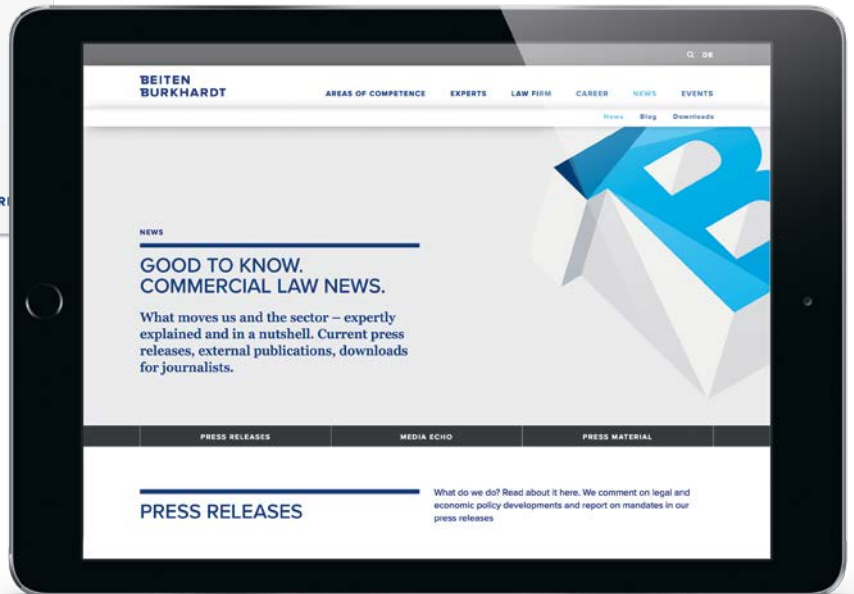 DE
BEITEN
BURKHARDT
AREAS OF COMPETENCE EXPERTS LAW FIRM CAREER NEWS EVENTS
News Blog Downloads
NEWS
GOOD TO KNOW.
COMMERCIAL LAW NEWS.
What moves us and the sector – expertly
explained and in a nutshell. Current press
releases, external publications, downloads
for journalists.
B
PRESS RELEASES MEDIA ECHO PRESS MATERIAL
PRESS RELEASES
What do we do? Read about it here. We comment on legal and
economic policy developments and report on mandates in our
press releases